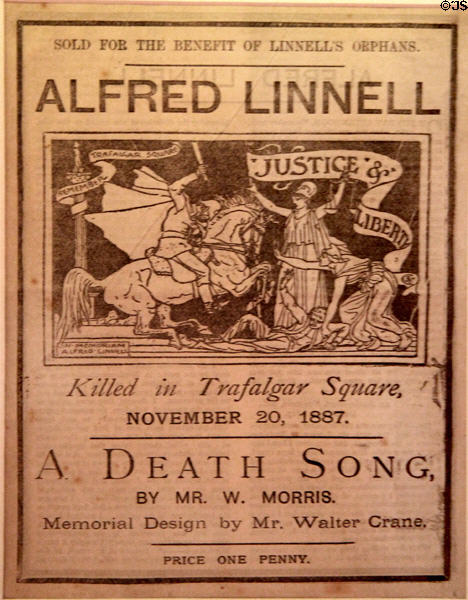 ©JS
SOLD FOR THE BENEFIT OF LINNELL'S ORPHANS.
ALFRED LINNELL
REMEMBER
TRAFALGAR SQUARE
JUSTICE &
LIBERTY
IN MEMORIAM
ALFRED LINNELL
Killed in Trafalgar Square,
NOVEMBER 20, 1887.
A DEATH SONG,
BY MR. W. MORRIS.
Memorial Design by Mr. Walter Crane.
PRICE ONE PENNY.